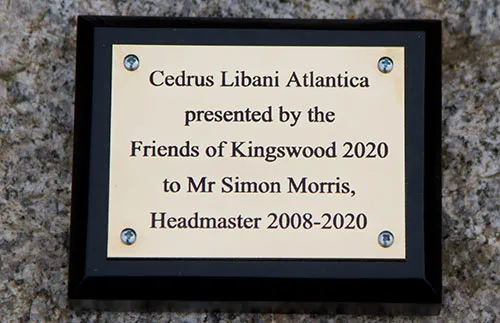 Cedrus Libani Atlantica
presented by the
Friends of Kingswood 2020
to Mr Simon Morris,
Headmaster 2008-2020